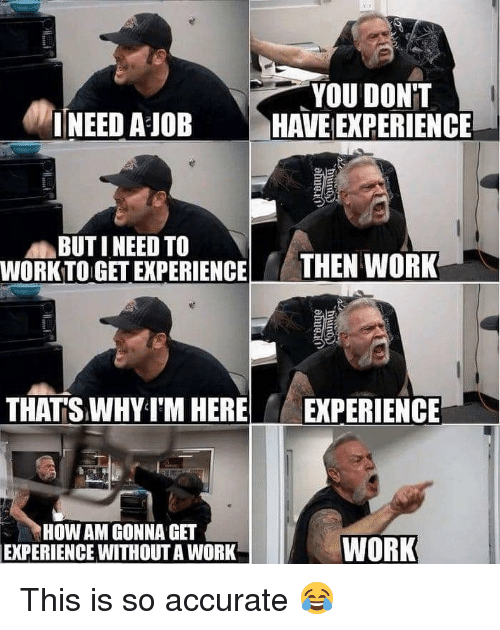 I NEED A JOB
YOU DON'T
HAVE EXPERIENCE
BUT I NEED TO
WORK TO GET EXPERIENCE
THEN WORK
THAT'S WHY I'M HERE
EXPERIENCE
HOW AM GONNA GET
EXPERIENCE WITHOUT A WORK
WORK
This is so accurate 😂